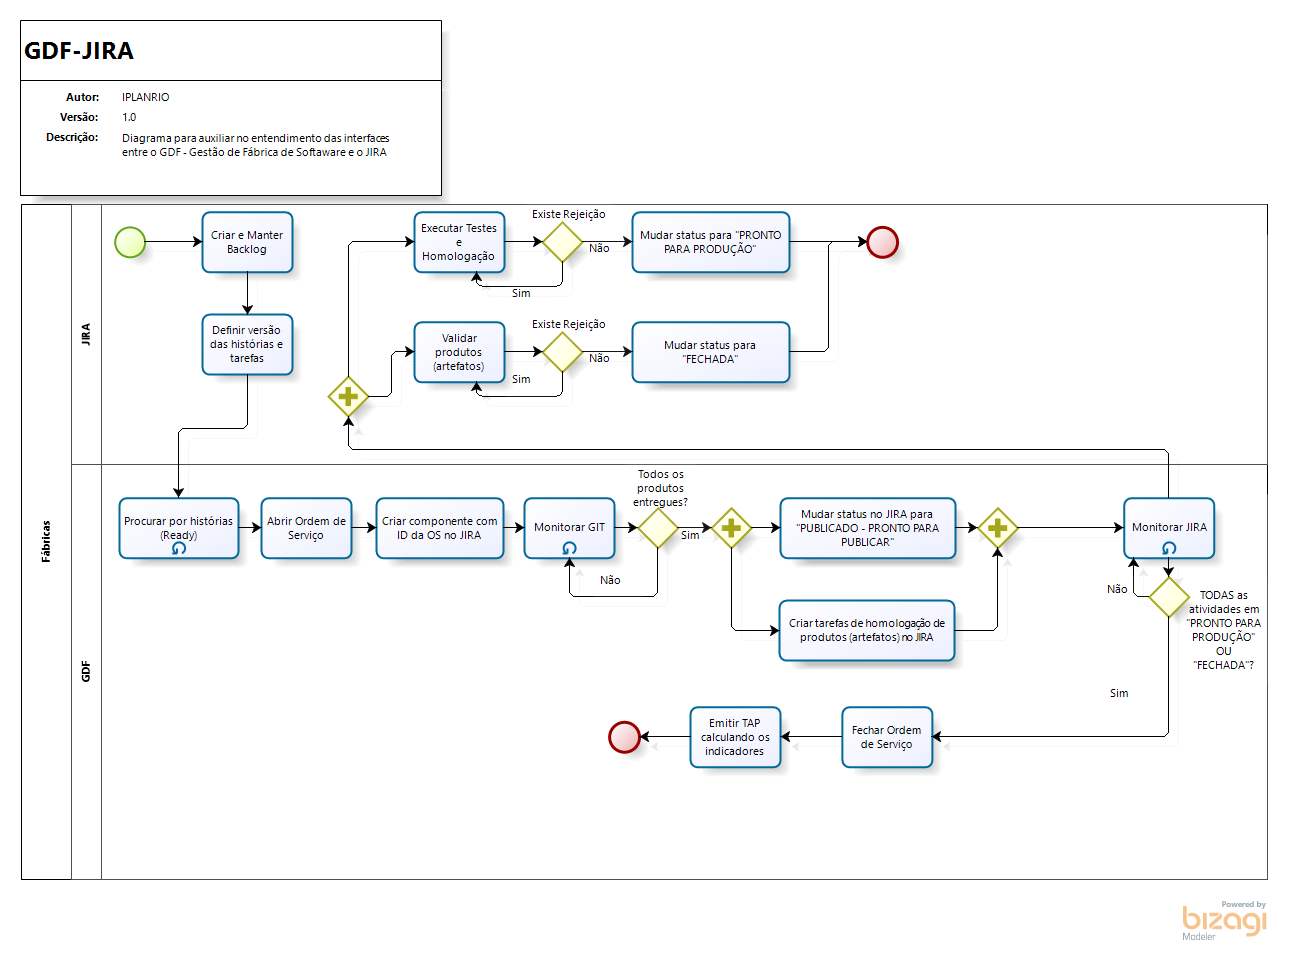 GDF-JIRA
Autor: IPLANRIO
Versão: 1.0
Descrição: Diagrama para auxiliar no entendimento das interfaces
entre o GDF - Gestão de Fábrica de Softaware e o JIRA
Fábricas
JIRA
Criar e Manter
Backlog
Definir versão
das histórias e
tarefas
Executar Testes
e
Homologação
Existe Rejeição
Não
Sim
Mudar status para "PRONTO
PARA PRODUÇÃO"
Validar
produtos
(artefatos)
Existe Rejeição
Não
Sim
Mudar status para
"FECHADA"
GDF
Procurar por histórias
(Ready)
Abrir Ordem de
Serviço
Criar componente com
ID da OS no JIRA
Monitorar GIT
Todos os
produtos
entregues?
Sim
Não
Mudar status no JIRA para
"PUBLICADO - PRONTO PARA
PUBLICAR"
Criar tarefas de homologação de
produtos (artefatos) no JIRA
Monitorar JIRA
Não
TODAS as
atividades em
"PRONTO PARA
PRODUÇÃO"
OU
"FECHADA"?
Sim
Fechar Ordem
de Serviço
Emitir TAP
calculando os
indicadores
Powered by
bizagi
Modeler